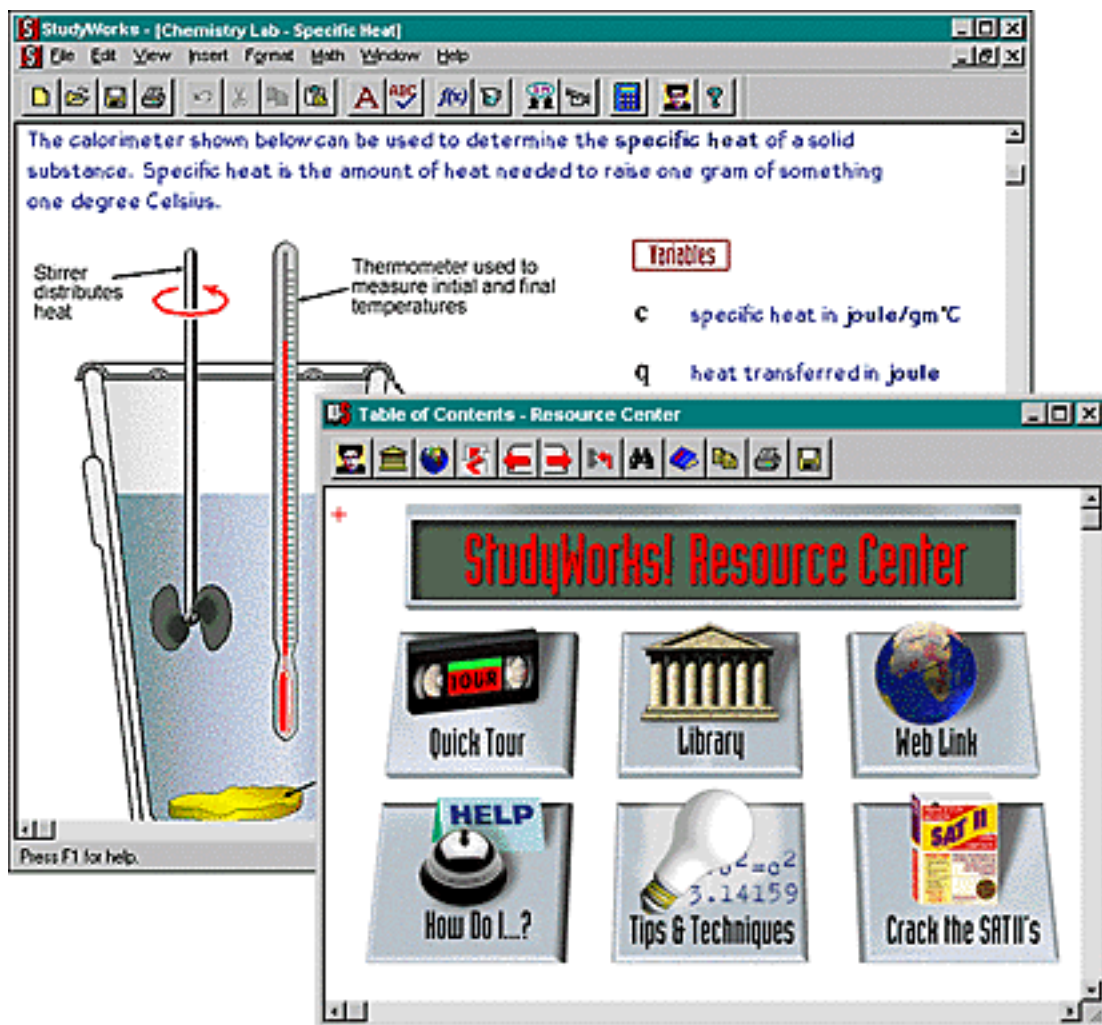 StudyWorks - [Chemistry Lab - Specific Heat]
File Edit View Insert Format Math Window Help
ABC f(x)
The calorimeter shown below can be used to determine the specific heat of a solid
substance. Specific heat is the amount of heat needed to raise one gram of something
one degree Celsius.
Stirrer
distributes
heat
Thermometer used to
measure initial and final
temperatures
Variables
c specific heat in joule/gm°C
q heat transferred in joule
Press F1 for help.
Table of Contents - Resource Center
StudyWorks! Resource Center
TOUR
Quick Tour
Library
Web Link
HELP
How Do I...?
3.14159
Tips & Techniques
SAT II
Crack the SATII's